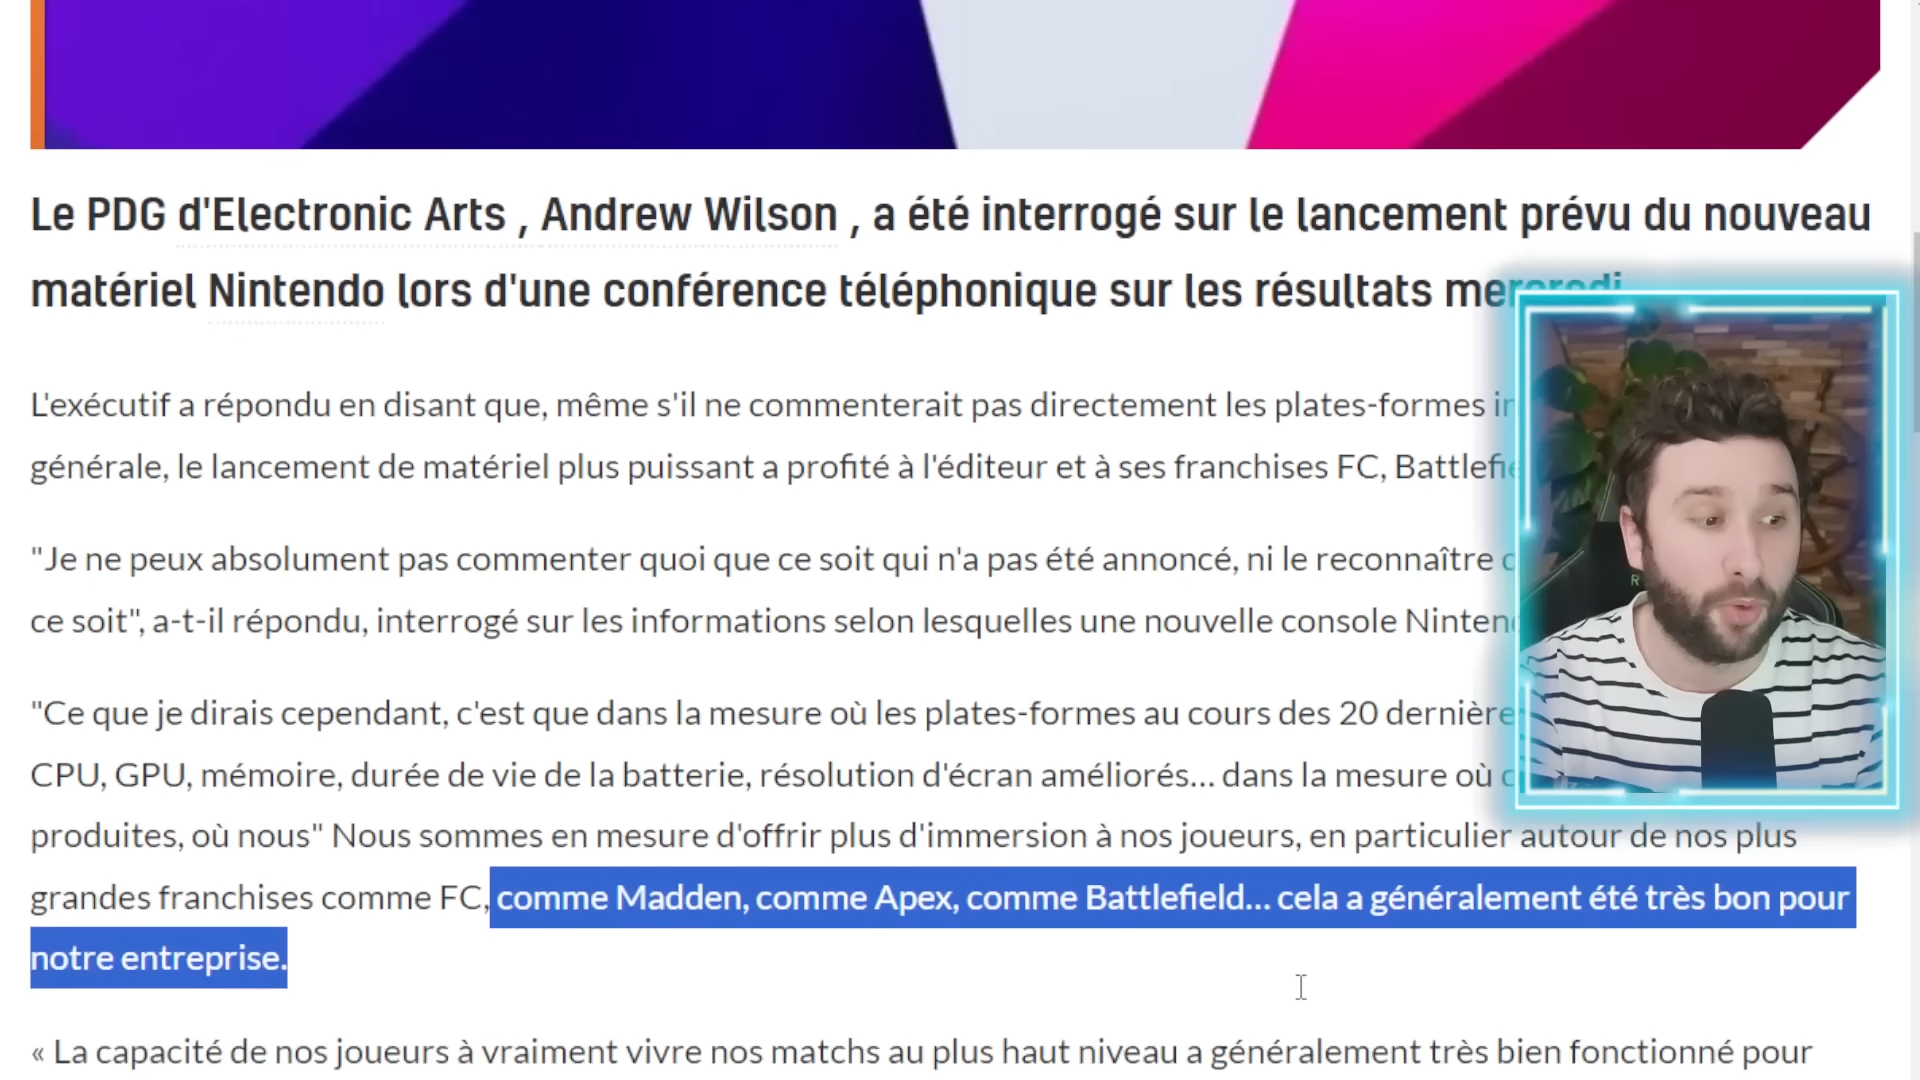 Le PDG d'Electronic Arts , Andrew Wilson , a été interrogé sur le lancement prévu du nouveau
matériel Nintendo lors d'une conférence téléphonique sur les résultats mercredi
L'exécutif a répondu en disant que, même s'il ne commenterait pas directement les plates-formes
générale, le lancement de matériel plus puissant a profité à l'éditeur et à ses franchises FC,
"Je ne peux absolument pas commenter quoi que ce soit qui n'a pas été annoncé, ni le reconnaître
ce soit", a-t-il répondu, interrogé sur les informations selon lesquelles une nouvelle console
"Ce que je dirais cependant, c'est que dans la mesure où les plates-formes au cours des 20
CPU, GPU, mémoire, durée de vie de la batterie, résolution d'écran améliorés... dans la mesure où
produites, où nous" Nous sommes en mesure d'offrir plus d'immersion à nos joueurs, en particulier autour de nos plus
grandes franchises comme FC, comme Madden, comme Apex, comme Battlefield... cela a généralement été très bon pour
notre entreprise.
« La capacité de nos joueurs à vraiment vivre nos matchs au plus haut niveau a généralement très bien fonctionné pour